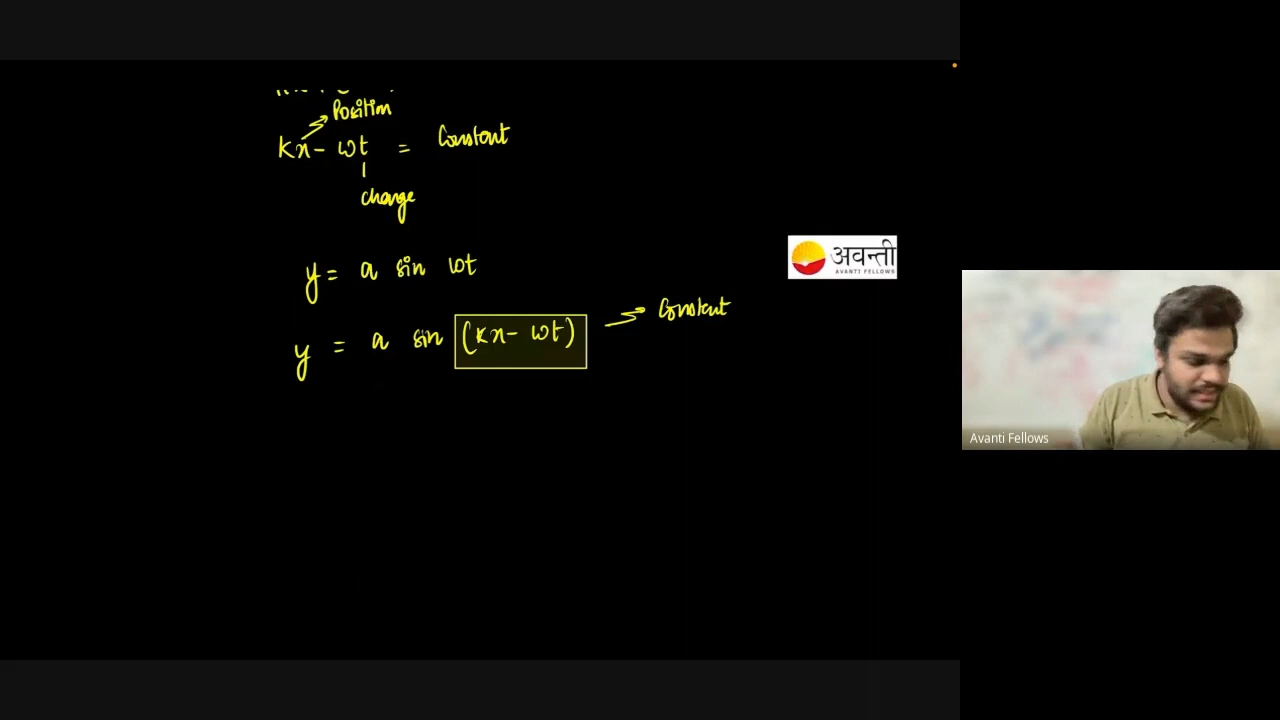 Position
Kx - ωt = Constant
change
y = a sin ωt
y = a sin (Kx - ωt) Constant
अवन्ती
AVANTI FELLOWS
Avanti Fellows